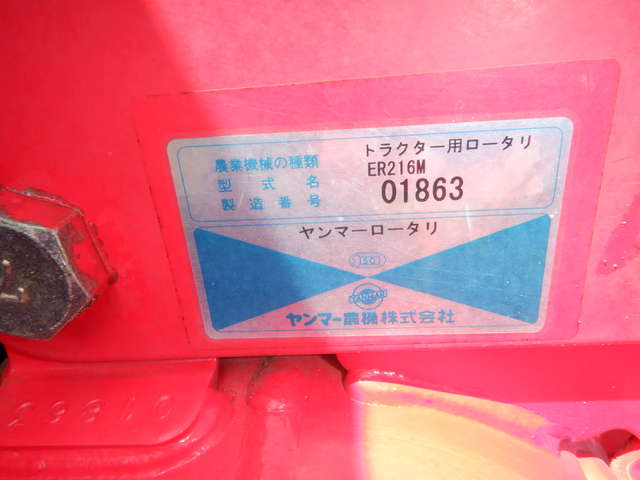 農業機械の種類 トラクター用ロータリ
型式名 ER216M
製造番号 01863
ヤンマーロータリ
YANMAR
ヤンマー農機株式会社
01863